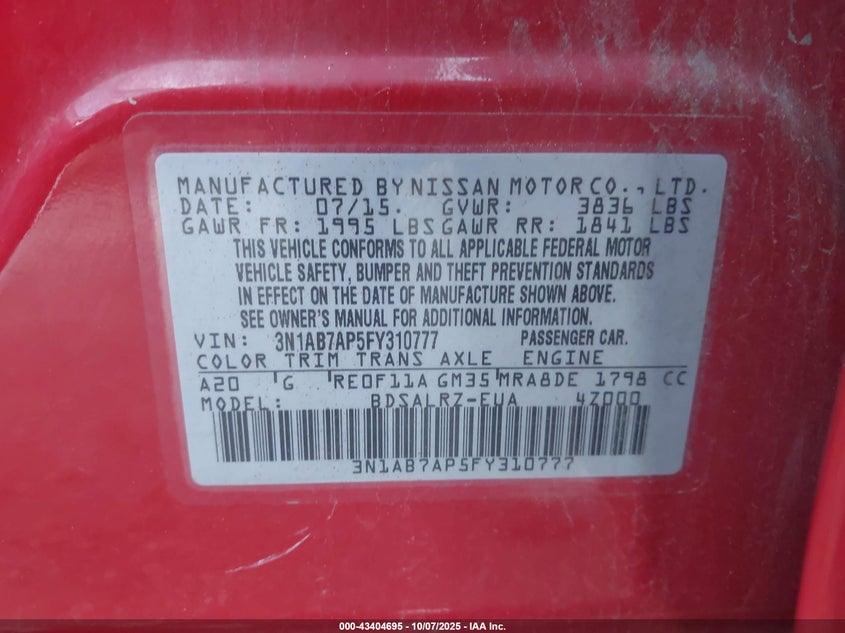 MANUFACTURED BY NISSAN MOTOR CO., LTD.
DATE: 07/15. GVWR: 3836 LBS
GAWR FR: 1995 LBS GAWR RR: 1841 LBS
THIS VEHICLE CONFORMS TO ALL APPLICABLE FEDERAL MOTOR
VEHICLE SAFETY, BUMPER AND THEFT PREVENTION STANDARDS
IN EFFECT ON THE DATE OF MANUFACTURE SHOWN ABOVE.
SEE OWNER'S MANUAL FOR ADDITIONAL INFORMATION.
VIN: 3N1AB7AP5FY310777 PASSENGER CAR.
COLOR TRIM TRANS AXLE ENGINE
A20 G RE0F11A GM35 MRA8DE 1798 CC
MODEL: BDSALRZ-EUA 4Z000
3N1AB7AP5FY310777
000-43404695 - 10/07/2025 - IAA Inc.